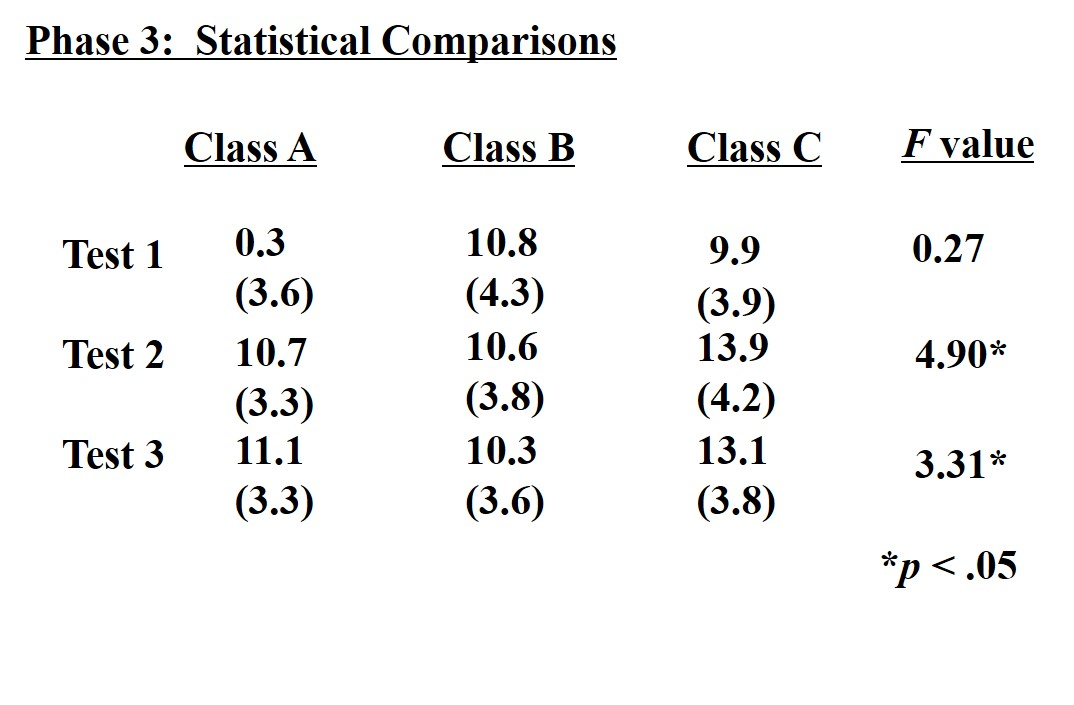 Phase 3: Statistical Comparisons
Class A Class B Class C F value
Test 1 0.3 10.8 9.9 0.27
(3.6) (4.3) (3.9)
Test 2 10.7 10.6 13.9 4.90*
(3.3) (3.8) (4.2)
Test 3 11.1 10.3 13.1 3.31*
(3.3) (3.6) (3.8)
*p < .05